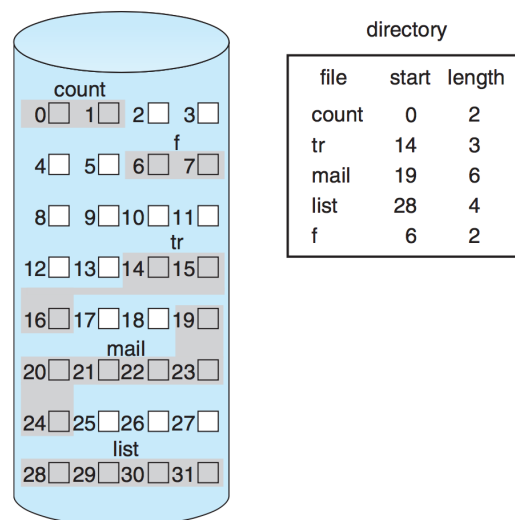 directory
file start length
count 0 2
tr 14 3
mail 19 6
list 28 4
f 6 2
count
0 1 2 3
f
4 5 6 7
8 9 10 11
tr
12 13 14 15
16 17 18 19
mail
20 21 22 23
24 25 26 27
list
28 29 30 31